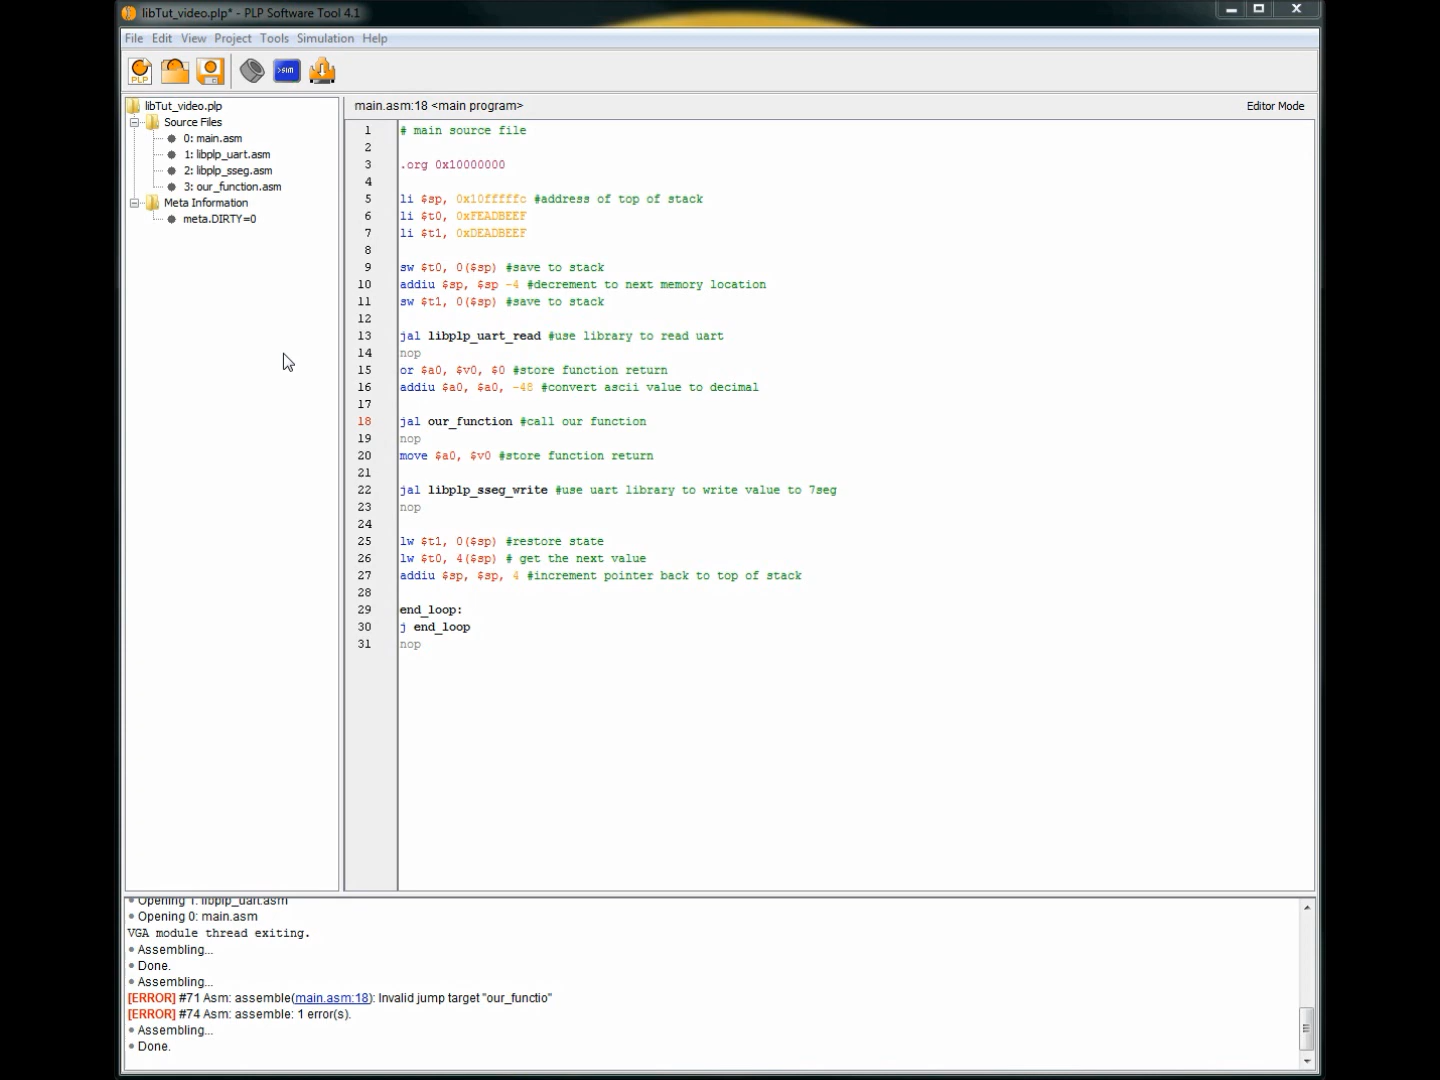 libTut_video.plp* - PLP Software Tool 4.1
File Edit View Project Tools Simulation Help
PLP
>sim
libTut_video.plp
Source Files
0: main.asm
1: libplp_uart.asm
2: libplp_sseg.asm
3: our_function.asm
Meta Information
meta.DIRTY=0
main.asm:18 <main program> Editor Mode
1 # main source file
2
3 .org 0x10000000
4
5 li $sp, 0x10fffffc #address of top of stack
6 li $t0, 0xFEADBEEF
7 li $t1, 0xDEADBEEF
8
9 sw $t0, 0($sp) #save to stack
10 addiu $sp, $sp -4 #decrement to next memory location
11 sw $t1, 0($sp) #save to stack
12
13 jal libplp_uart_read #use library to read uart
14 nop
15 or $a0, $v0, $0 #store function return
16 addiu $a0, $a0, -48 #convert ascii value to decimal
17
18 jal our_function #call our function
19 nop
20 move $a0, $v0 #store function return
21
22 jal libplp_sseg_write #use uart library to write value to 7seg
23 nop
24
25 lw $t1, 0($sp) #restore state
26 lw $t0, 4($sp) # get the next value
27 addiu $sp, $sp, 4 #increment pointer back to top of stack
28
29 end_loop:
30 j end_loop
31 nop
Opening 1: libplp_uart.asm
Opening 0: main.asm
VGA module thread exiting.
Assembling...
Done.
Assembling...
[ERROR] #71 Asm: assemble(main.asm:18): Invalid jump target "our_functio"
[ERROR] #74 Asm: assemble: 1 error(s).
Assembling...
Done.